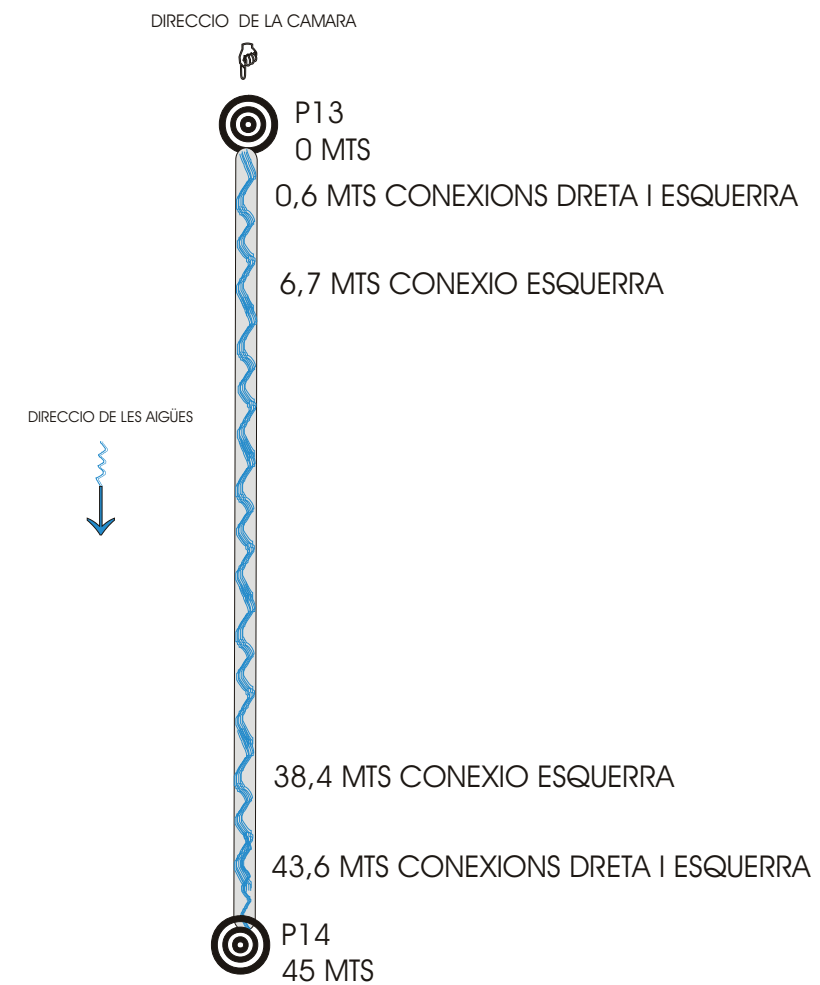 DIRECCIO DE LA CAMARA
P13
0 MTS
0,6 MTS CONEXIONS DRETA I ESQUERRA
6,7 MTS CONEXIO ESQUERRA
DIRECCIO DE LES AIGÜES
38,4 MTS CONEXIO ESQUERRA
43,6 MTS CONEXIONS DRETA I ESQUERRA
P14
45 MTS